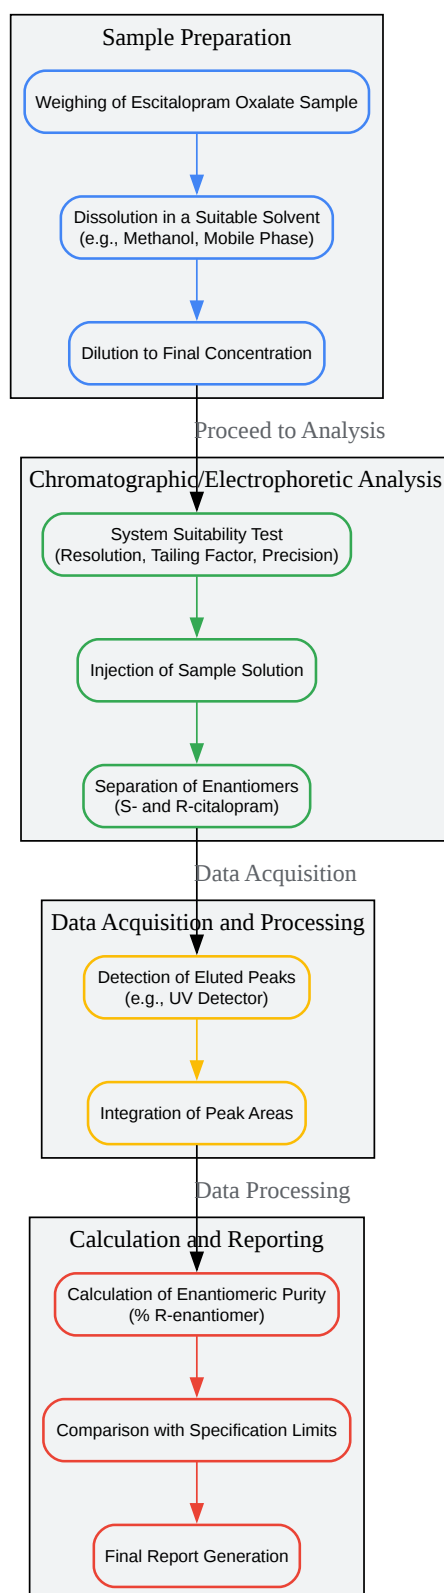 Sample Preparation
Weighing of Escitalopram Oxalate Sample
Dissolution in a Suitable Solvent
(e.g., Methanol, Mobile Phase)
Dilution to Final Concentration
Proceed to Analysis
Chromatographic/Electrophoretic Analysis
System Suitability Test
(Resolution, Tailing Factor, Precision)
Injection of Sample Solution
Separation of Enantiomers
(S- and R-citalopram)
Data Acquisition
Data Acquisition and Processing
Detection of Eluted Peaks
(e.g., UV Detector)
Integration of Peak Areas
Data Processing
Calculation and Reporting
Calculation of Enantiomeric Purity
(% R-enantiomer)
Comparison with Specification Limits
Final Report Generation